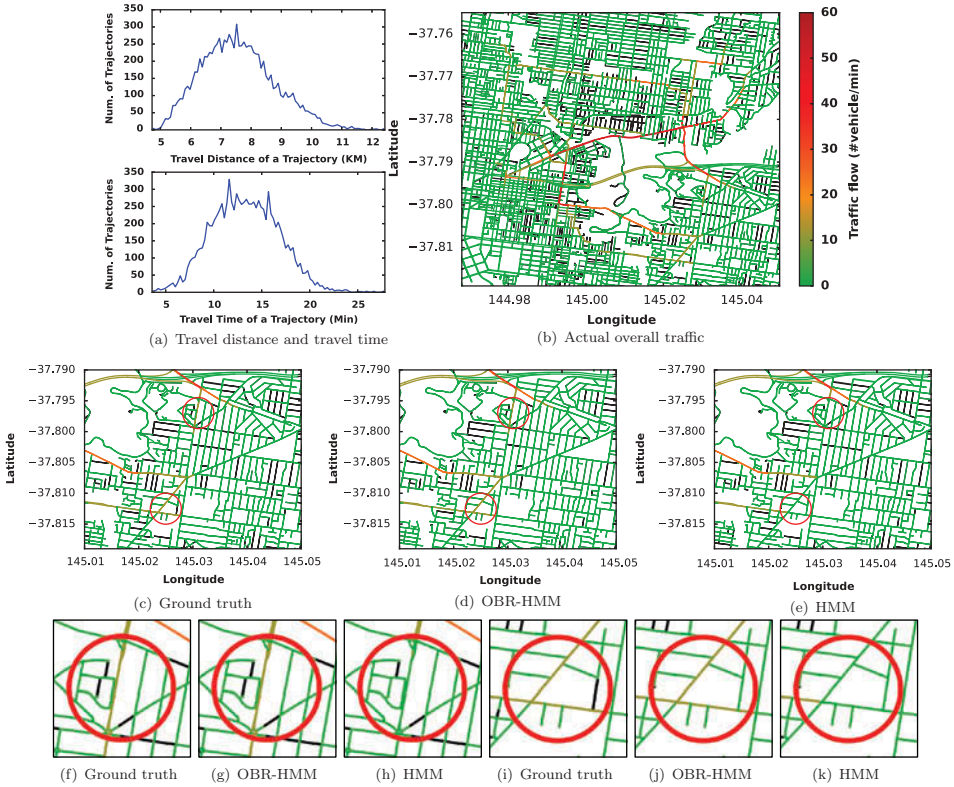 350
300
250
200
150
100
50
0
Num. of Trajectories
5 6 7 8 9 10 11 12
Travel Distance of a Trajectory (KM)
350
300
250
200
150
100
50
0
Num. of Trajectories
5 10 15 20 25
Travel Time of a Trajectory (Min)
(a) Travel distance and travel time
Latitude
−37.755
−37.77
−37.78
−37.79
−37.80
−37.81
144.98 145.00 145.02 145.04
Longitude
(b) Actual overall traffic
60
50
40
30
20
10
0
Traffic flow (#vehicle/min)
−37.790
−37.795
−37.800
−37.805
−37.810
−37.815
Latitude
145.01 145.02 145.03 145.04 145.05
Longitude
(c) Ground truth
−37.790
−37.795
−37.800
−37.805
−37.810
−37.815
Latitude
145.01 145.02 145.03 145.04 145.05
Longitude
(d) OBR-HMM
−37.790
−37.795
−37.800
−37.805
−37.810
−37.815
Latitude
145.01 145.02 145.03 145.04 145.05
Longitude
(e) HMM
(f) Ground truth
(g) OBR-HMM
(h) HMM
(i) Ground truth
(j) OBR-HMM
(k) HMM